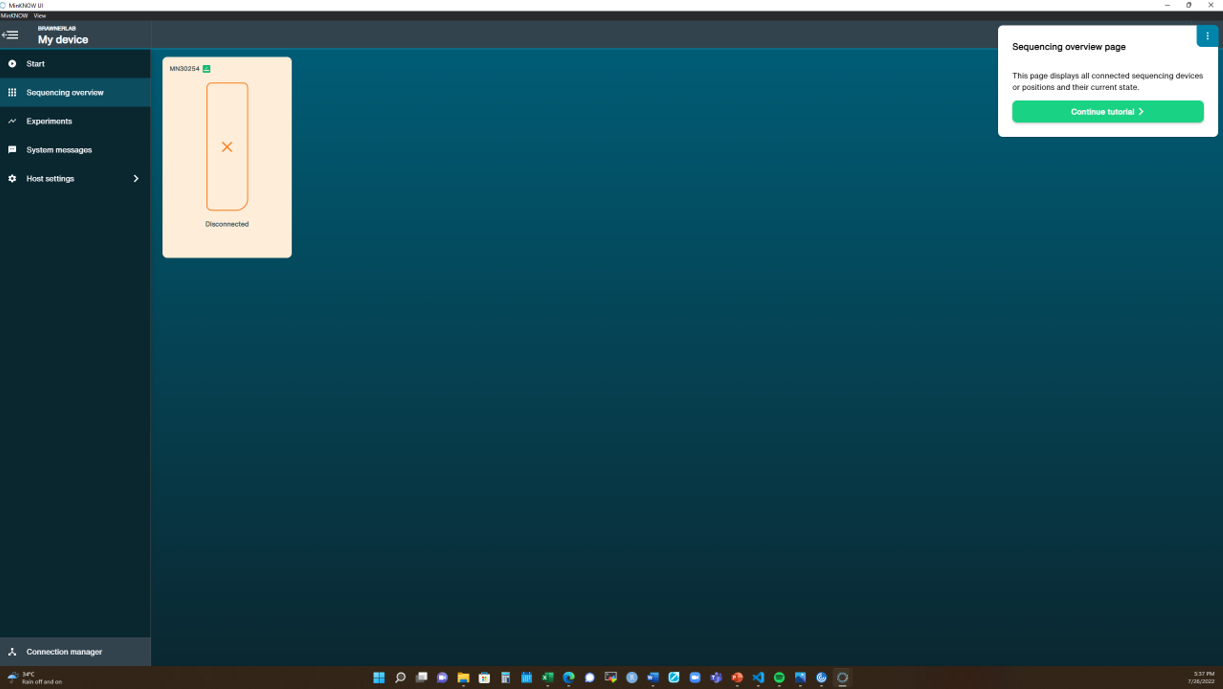 MinKNOW UI
MinKNOW View
BRAWNERLAB
My device
Start
Sequencing overview
Experiments
System messages
Host settings
Connection manager
MN30254
Disconnected
Sequencing overview page
This page displays all connected sequencing devices
or positions and their current state.
Continue tutorial
34°C
Rain off and on
5:37 PM
7/26/2022